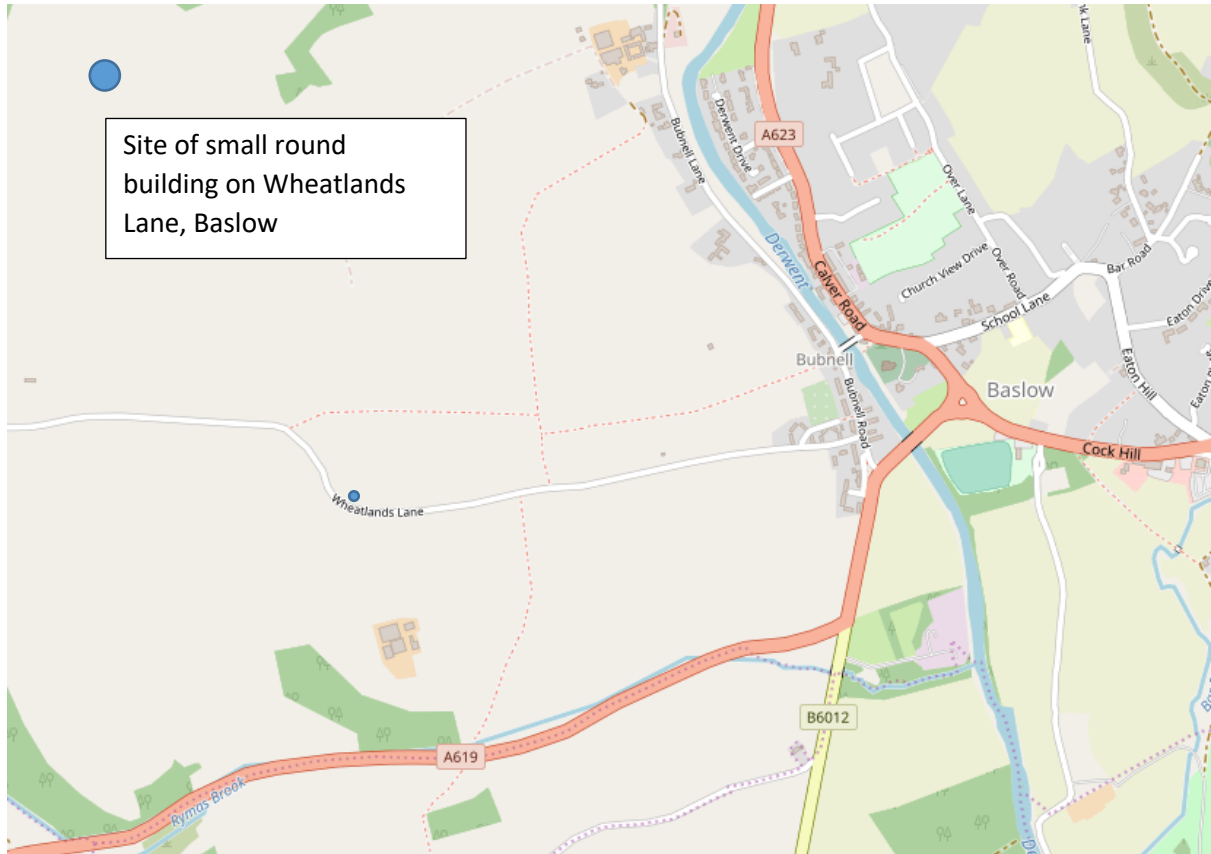 Site of small round
building on Wheatlands
Lane, Baslow
Bubnell Lane
Derwent Drive
A623
Over Lane
Derwent
Church View Drive
Over Road
Bar Road
Calver Road
School Lane
Eaton Drive
Bubnell
Eaton Hill
Baslow
Bubnell Road
Cock Hill
Wheatlands Lane
B6012
A619
Rymas Brook